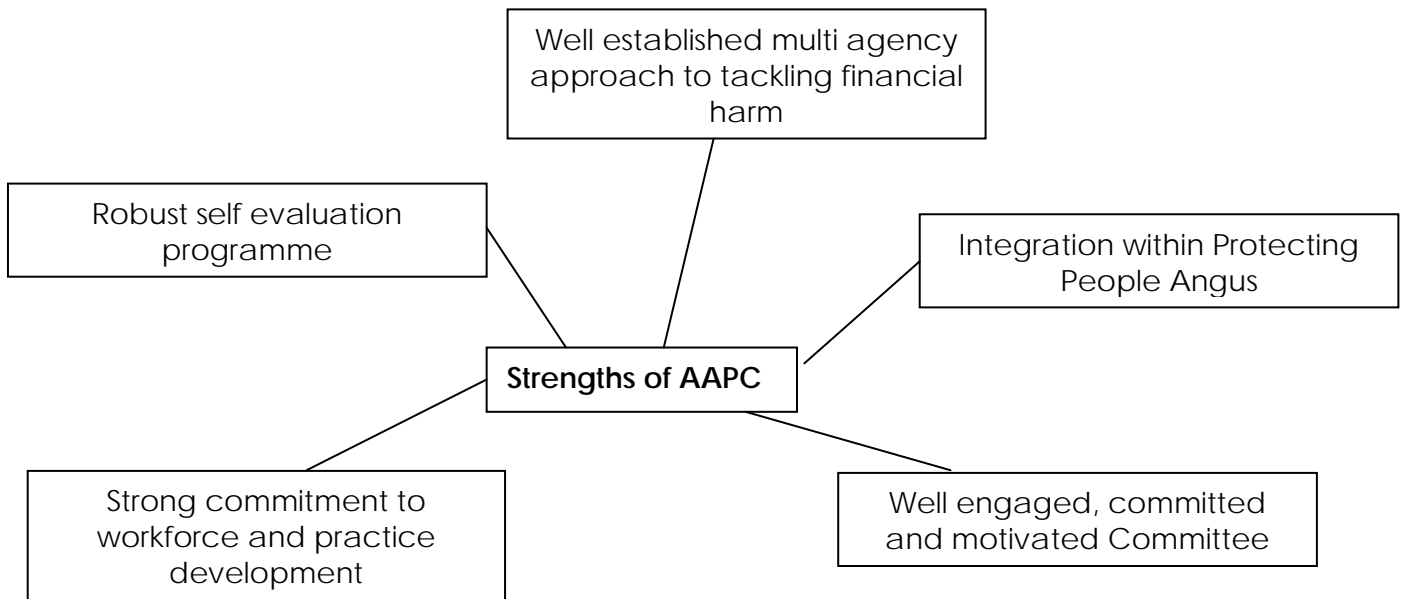 Well established multi agency
approach to tackling financial
harm
Robust self evaluation
programme
Integration within Protecting
People Angus
Strengths of AAPC
Strong commitment to
workforce and practice
development
Well engaged, committed
and motivated Committee